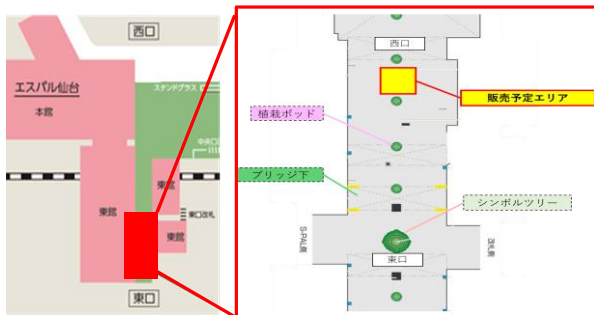 西口
エスパル仙台
本館
ステンドグラス
中央口
東館
東館
東館
東口改札
東口
西口
販売予定エリア
植栽ポッド
ブリッジ下
シンボルツリー
S-PAL側
東口